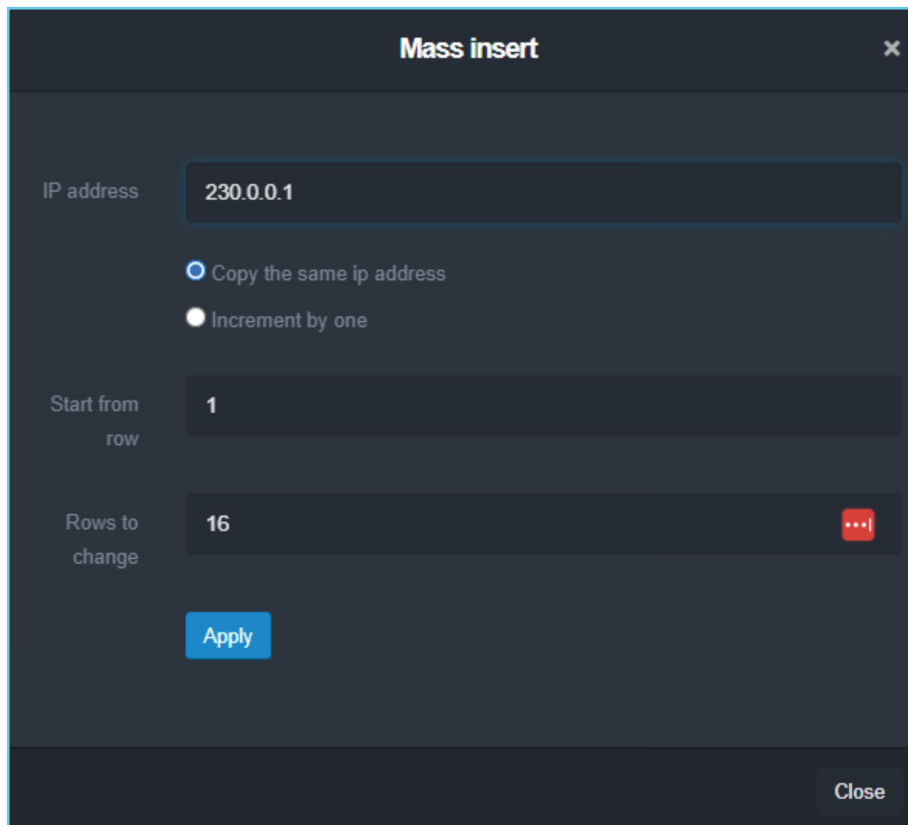 Mass insert
×
IP address
230.0.0.1
Copy the same ip address
Increment by one
Start from
row
1
Rows to
change
16
Apply
Close